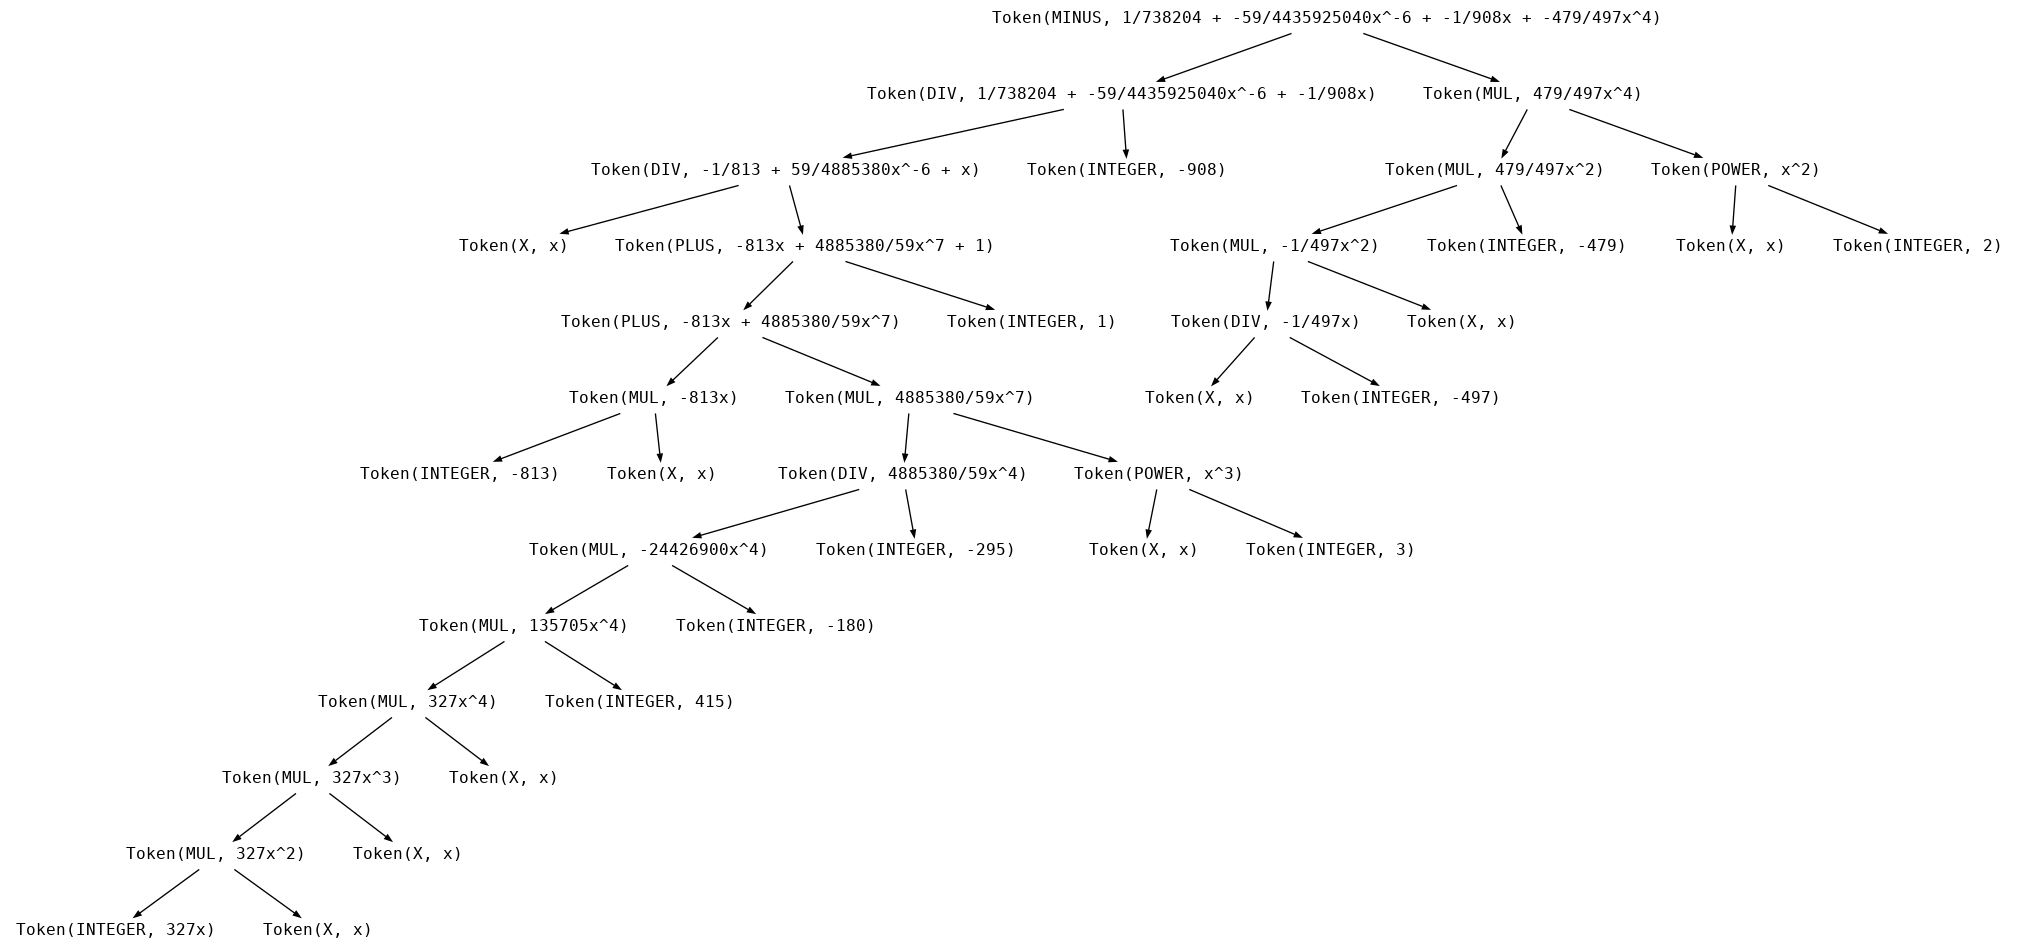 Token(MINUS, 1/738204 + -59/4435925040x^-6 + -1/908x + -479/497x^4)
Token(DIV, 1/738204 + -59/4435925040x^-6 + -1/908x) Token(MUL, 479/497x^4)
Token(DIV, -1/813 + 59/4885380x^-6 + x) Token(INTEGER, -908) Token(MUL, 479/497x^2) Token(POWER, x^2)
Token(X, x) Token(PLUS, -813x + 4885380/59x^7 + 1) Token(MUL, -1/497x^2) Token(INTEGER, -479) Token(X, x) Token(INTEGER, 2)
Token(PLUS, -813x + 4885380/59x^7) Token(INTEGER, 1) Token(DIV, -1/497x) Token(X, x)
Token(MUL, -813x) Token(MUL, 4885380/59x^7) Token(X, x) Token(INTEGER, -497)
Token(INTEGER, -813) Token(X, x) Token(DIV, 4885380/59x^4) Token(POWER, x^3)
Token(MUL, -24426900x^4) Token(INTEGER, -295) Token(X, x) Token(INTEGER, 3)
Token(MUL, 135705x^4) Token(INTEGER, -180)
Token(MUL, 327x^4) Token(INTEGER, 415)
Token(MUL, 327x^3) Token(X, x)
Token(MUL, 327x^2) Token(X, x)
Token(INTEGER, 327x) Token(X, x)